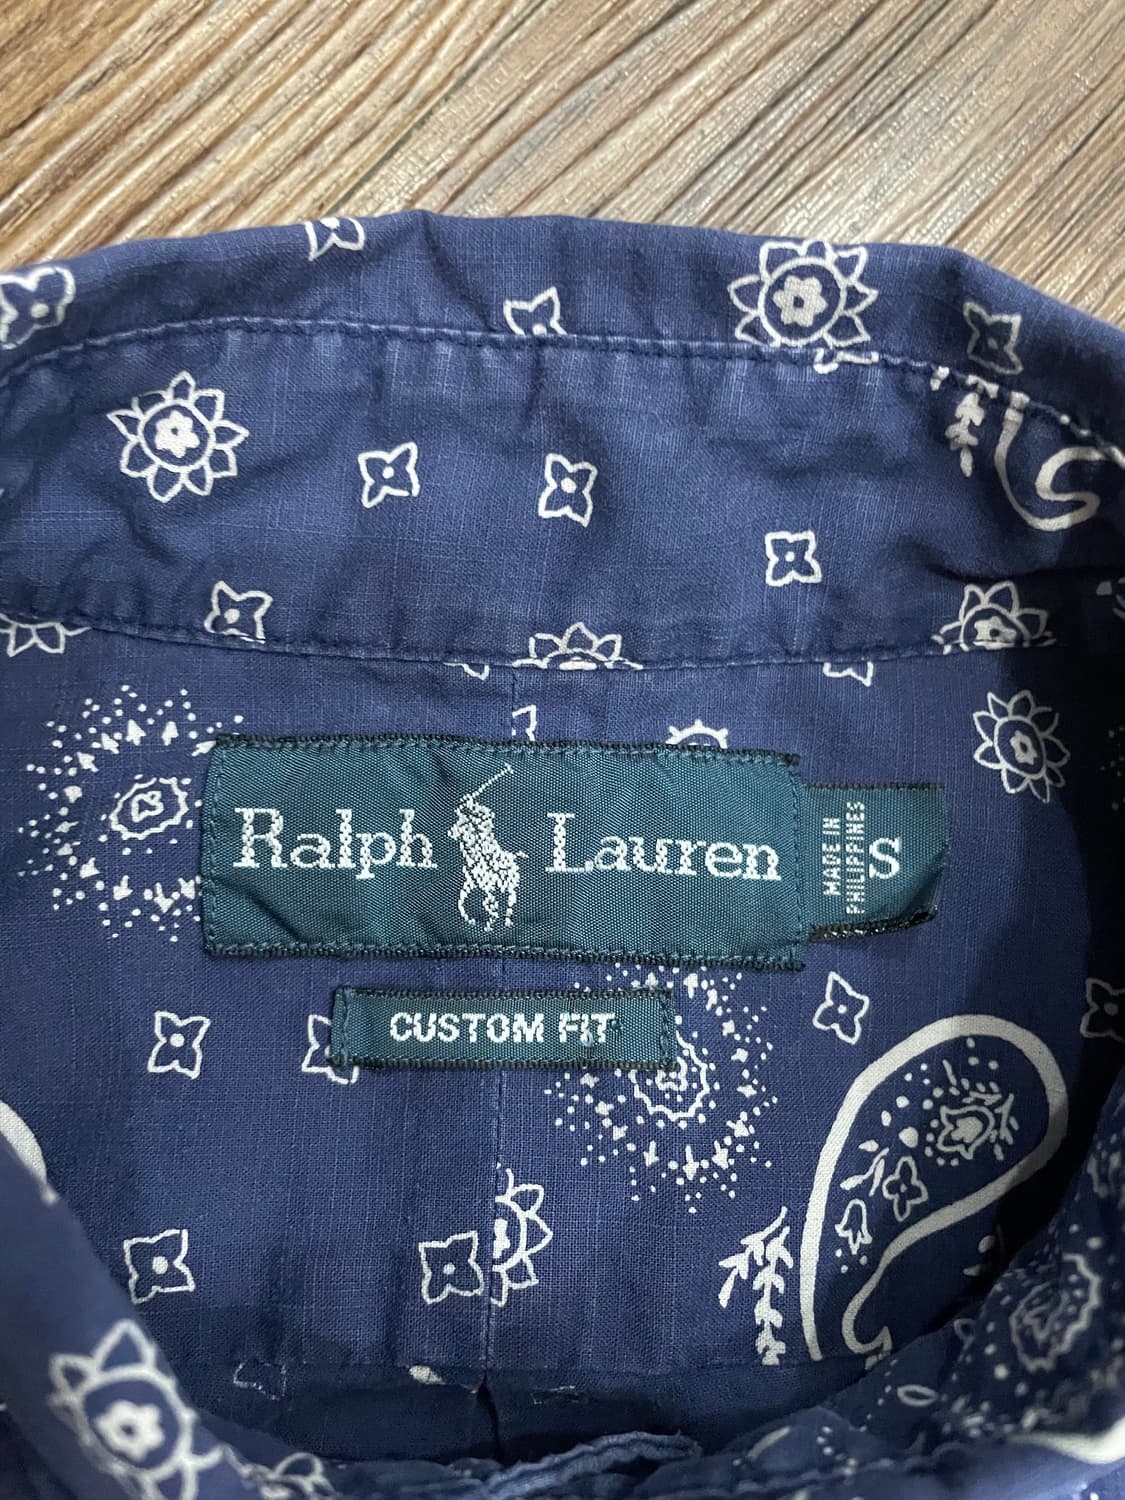 Ralph Lauren
MADE IN
PHILIPPINES
S
CUSTOM FIT